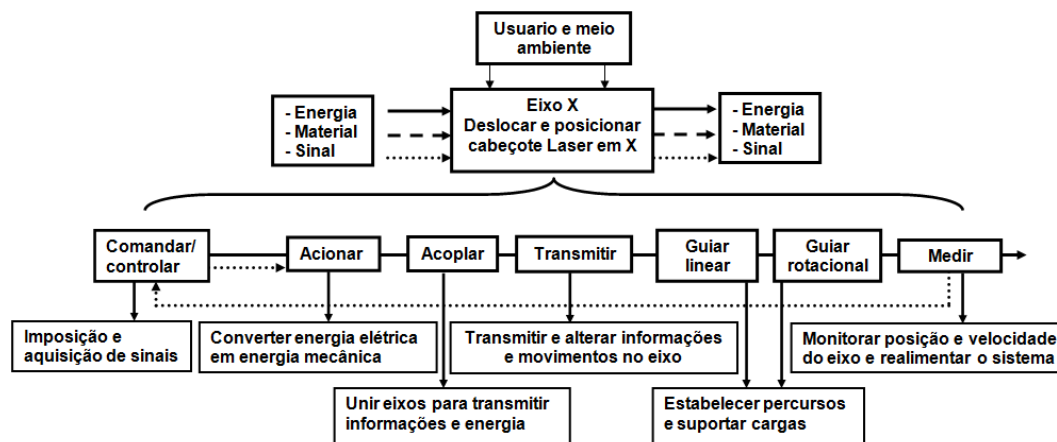 Usuario e meio
ambiente
- Energia
- Material
- Sinal
Eixo X
Deslocar e posicionar
cabeçote Laser em X
- Energia
- Material
- Sinal
Comandar/
controlar
Acionar
Acoplar
Transmitir
Guiar
linear
Guiar
rotacional
Medir
Imposição e
aquisição de sinais
Converter energia elétrica
em energia mecânica
Transmitir e alterar informações
e movimentos no eixo
Monitorar posição e velocidade
do eixo e realimentar o sistema
Unir eixos para transmitir
informações e energia
Estabelecer percursos
e suportar cargas